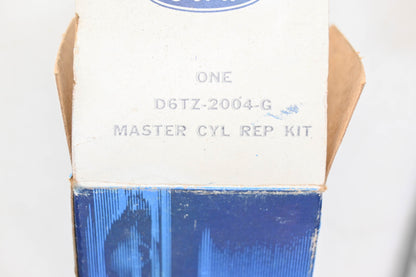 ONE
D6TZ-2004-G
MASTER CYL REP KIT